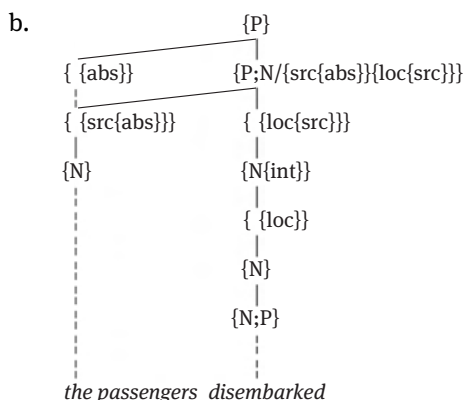 b.
{P}
{ {abs}} {P;N/{src{abs}}{loc{src}}}
{ {src{abs}}} { {loc{src}}}
{N} {N{int}}
{ {loc}}
{N}
{N;P}
the passengers disembarked